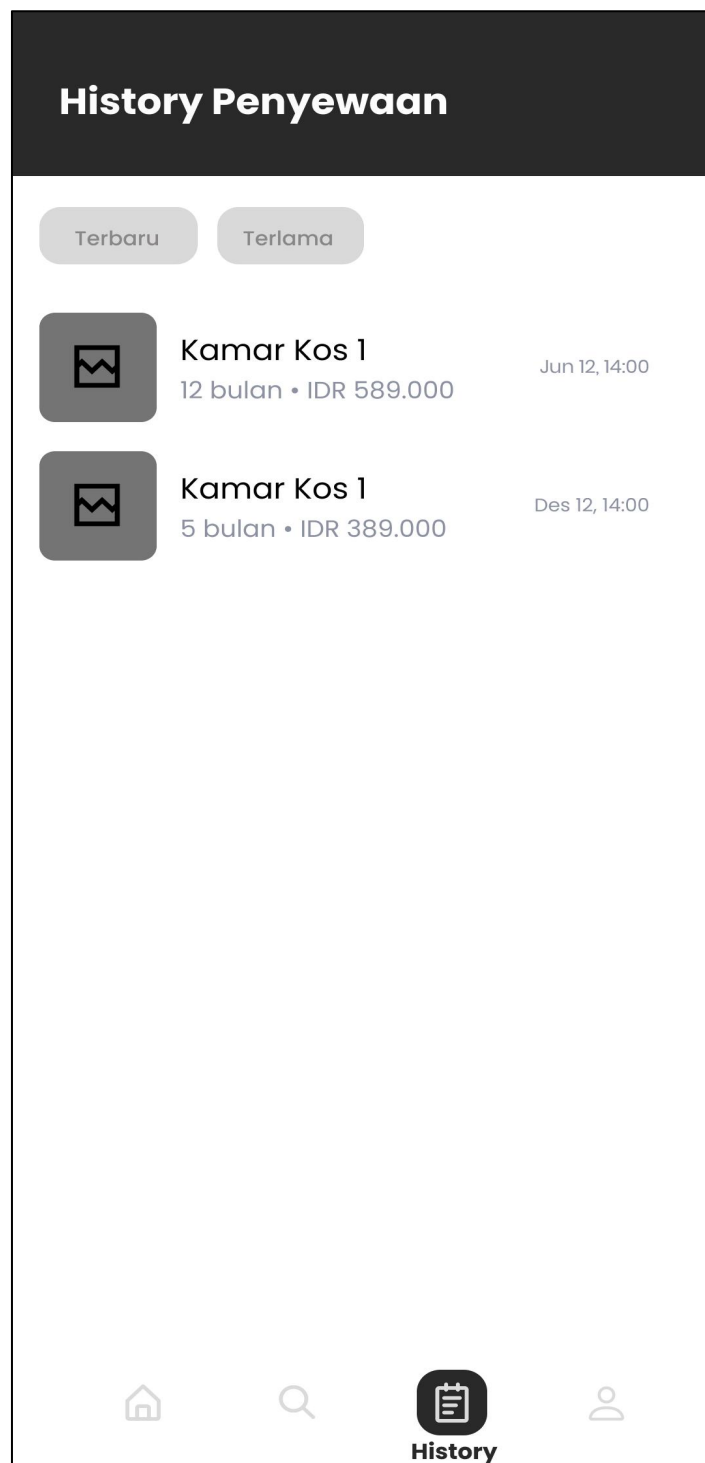 History Penyewaan
Terbaru Terlama
Kamar Kos 1
12 bulan • IDR 589.000
Jun 12, 14:00
Kamar Kos 1
5 bulan • IDR 389.000
Des 12, 14:00
History